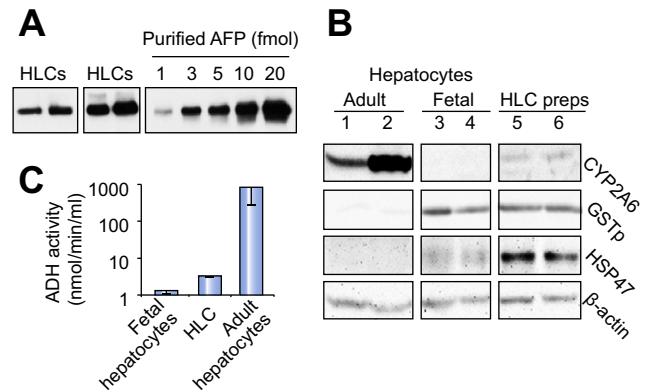 A
Purified AFP (fmol)
HLCs HLCs 1 3 5 10 20
B
Hepatocytes
Adult Fetal HLC preps
1 2 3 4 5 6
CYP2A6
GSTp
HSP47
β-actin
C
ADH activity
(nmol/min/ml)
1000
100
10
1
Fetal
hepatocytes
HLC
Adult
hepatocytes